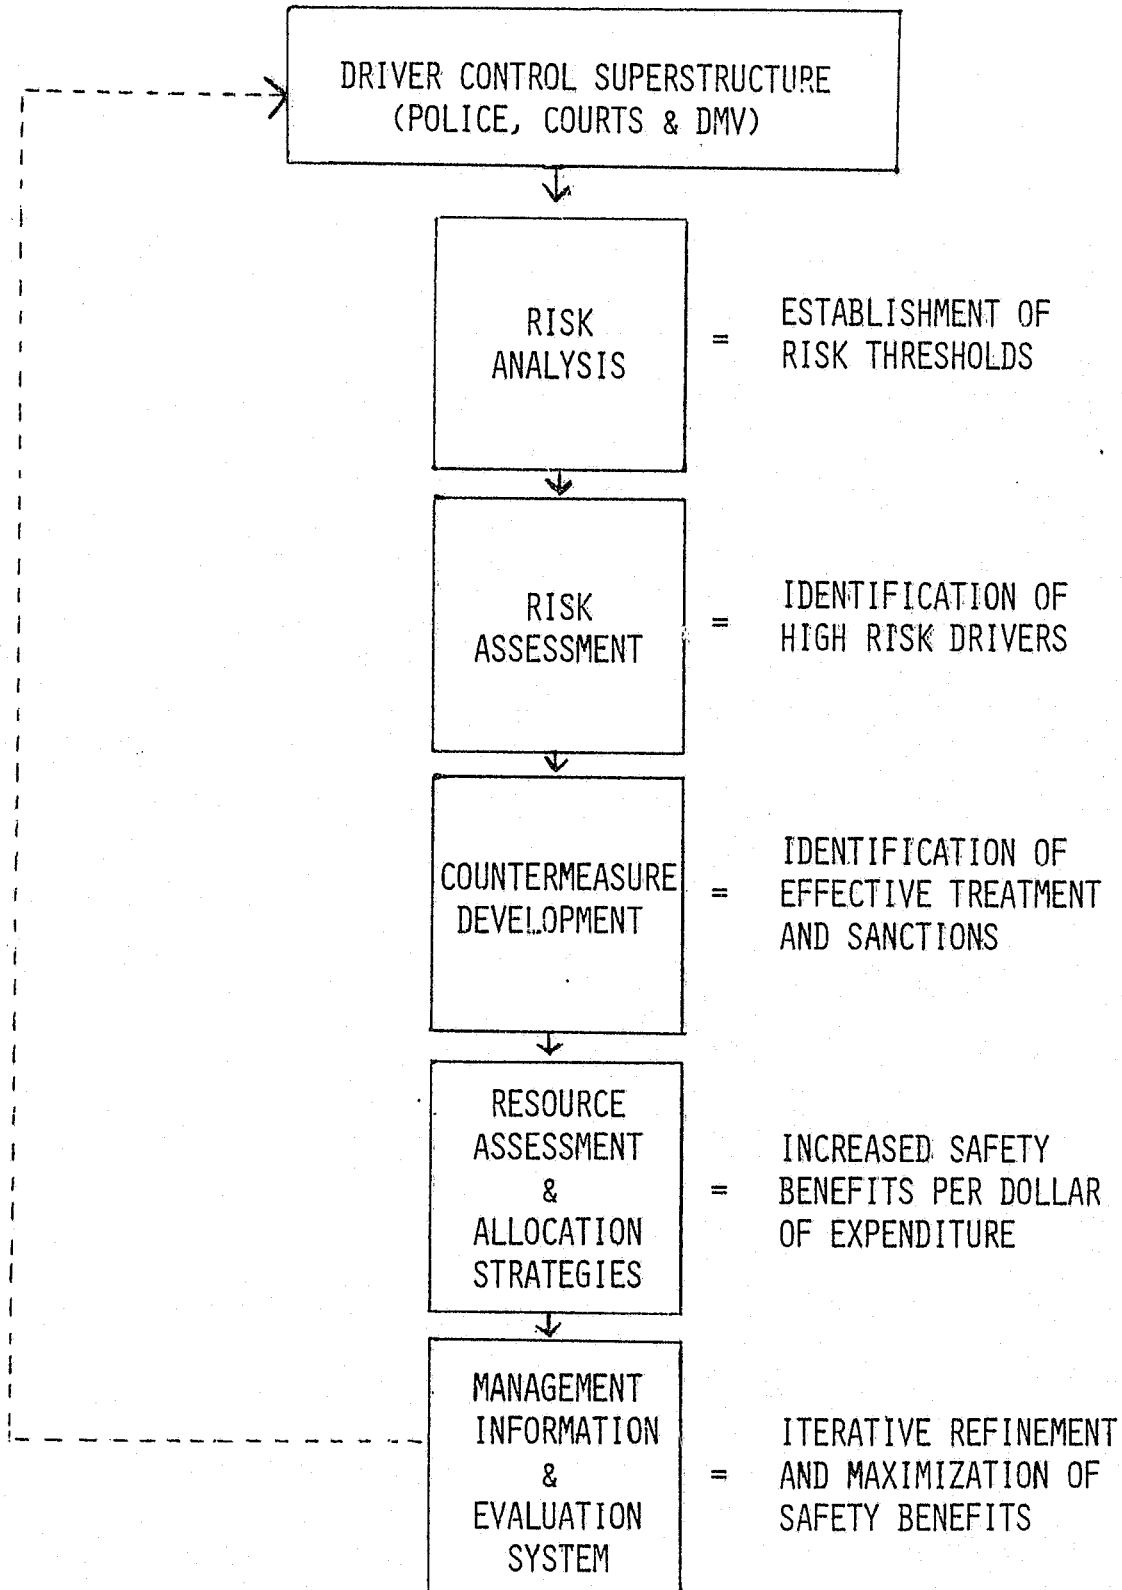 DRIVER CONTROL SUPERSTRUCTURE
(POLICE, COURTS & DMV)
RISK
ANALYSIS
=
ESTABLISHMENT OF
RISK THRESHOLDS
RISK
ASSESSMENT
=
IDENTIFICATION OF
HIGH RISK DRIVERS
COUNTERMEASURE
DEVELOPMENT
=
IDENTIFICATION OF
EFFECTIVE TREATMENT
AND SANCTIONS
RESOURCE
ASSESSMENT
&
ALLOCATION
STRATEGIES
=
INCREASED SAFETY
BENEFITS PER DOLLAR
OF EXPENDITURE
MANAGEMENT
INFORMATION
&
EVALUATION
SYSTEM
=
ITERATIVE REFINEMENT
AND MAXIMIZATION OF
SAFETY BENEFITS